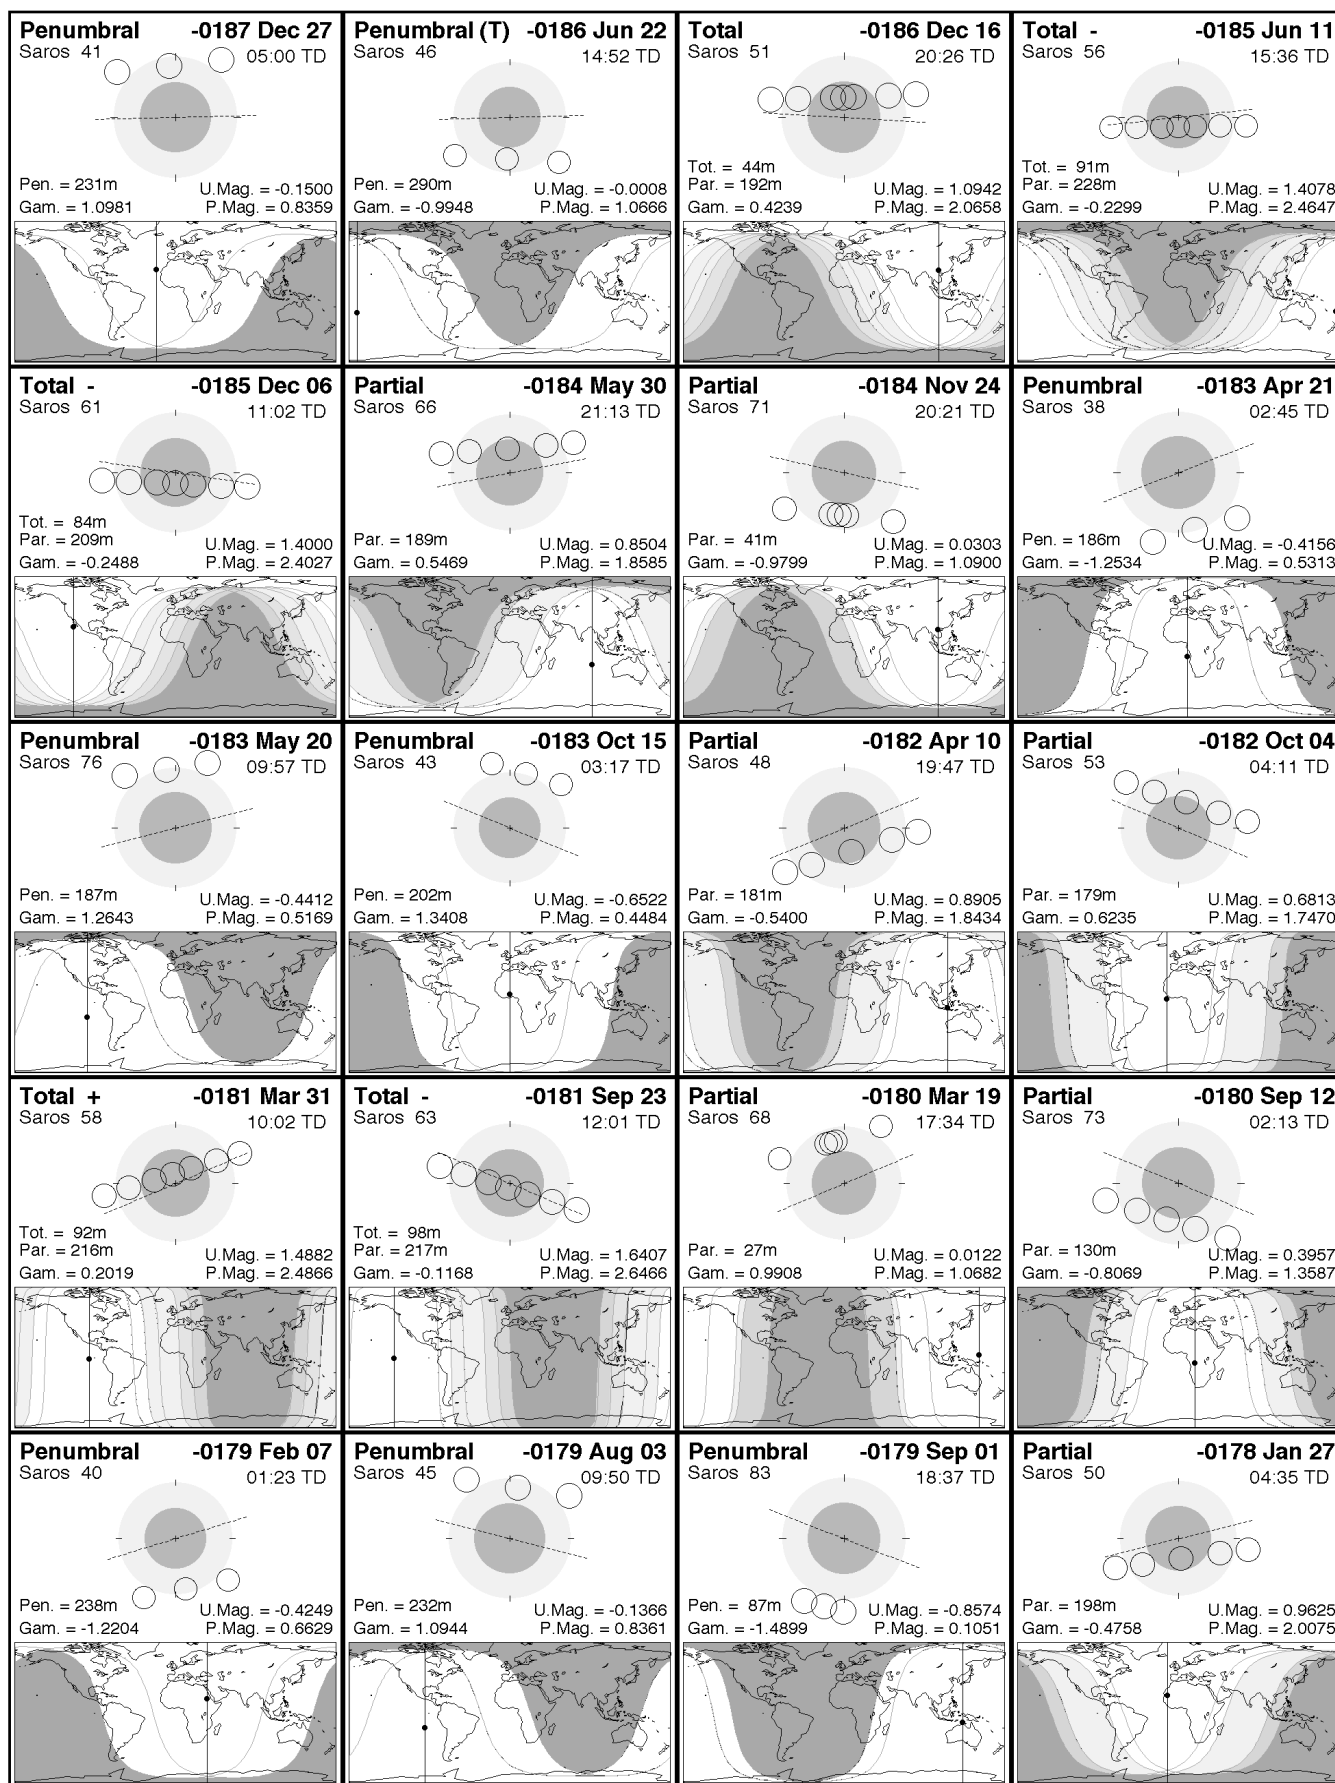 Penumbral -0187 Dec 27
Saros 41 05:00 TD
Pen. = 231m U.Mag. = -0.1500
Gam. = 1.0981 P.Mag. = 0.8359
Penumbral (T) -0186 Jun 22
Saros 46 14:52 TD
Pen. = 290m U.Mag. = -0.0008
Gam. = -0.9948 P.Mag. = 1.0666
Total -0186 Dec 16
Saros 51 20:26 TD
Tot. = 44m
Par. = 192m U.Mag. = 1.0942
Gam. = 0.4239 P.Mag. = 2.0658
Total - -0185 Jun 11
Saros 56 15:36 TD
Tot. = 91m
Par. = 228m U.Mag. = 1.4078
Gam. = -0.2299 P.Mag. = 2.4647
Total - -0185 Dec 06
Saros 61 11:02 TD
Tot. = 84m
Par. = 209m U.Mag. = 1.4000
Gam. = -0.2488 P.Mag. = 2.4027
Partial -0184 May 30
Saros 66 21:13 TD
Par. = 189m U.Mag. = 0.8504
Gam. = 0.5469 P.Mag. = 1.8585
Partial -0184 Nov 24
Saros 71 20:21 TD
Par. = 41m U.Mag. = 0.0303
Gam. = -0.9799 P.Mag. = 1.0900
Penumbral -0183 Apr 21
Saros 38 02:45 TD
Pen. = 186m U.Mag. = -0.4156
Gam. = -1.2534 P.Mag. = 0.5313
Penumbral -0183 May 20
Saros 76 09:57 TD
Pen. = 187m U.Mag. = -0.4412
Gam. = 1.2643 P.Mag. = 0.5169
Penumbral -0183 Oct 15
Saros 43 03:17 TD
Pen. = 202m U.Mag. = -0.6522
Gam. = 1.3408 P.Mag. = 0.4484
Partial -0182 Apr 10
Saros 48 19:47 TD
Par. = 181m U.Mag. = 0.8905
Gam. = -0.5400 P.Mag. = 1.8434
Partial -0182 Oct 04
Saros 53 04:11 TD
Par. = 179m U.Mag. = 0.6813
Gam. = 0.6235 P.Mag. = 1.7470
Total + -0181 Mar 31
Saros 58 10:02 TD
Tot. = 92m
Par. = 216m U.Mag. = 1.4882
Gam. = 0.2019 P.Mag. = 2.4866
Total - -0181 Sep 23
Saros 63 12:01 TD
Tot. = 98m
Par. = 217m U.Mag. = 1.6407
Gam. = -0.1168 P.Mag. = 2.6466
Partial -0180 Mar 19
Saros 68 17:34 TD
Par. = 27m U.Mag. = 0.0122
Gam. = 0.9908 P.Mag. = 1.0682
Partial -0180 Sep 12
Saros 73 02:13 TD
Par. = 130m U.Mag. = 0.3957
Gam. = -0.8069 P.Mag. = 1.3587
Penumbral -0179 Feb 07
Saros 40 01:23 TD
Pen. = 238m U.Mag. = -0.4249
Gam. = -1.2204 P.Mag. = 0.6629
Penumbral -0179 Aug 03
Saros 45 09:50 TD
Pen. = 232m U.Mag. = -0.1366
Gam. = 1.0944 P.Mag. = 0.8361
Penumbral -0179 Sep 01
Saros 83 18:37 TD
Pen. = 87m U.Mag. = -0.8574
Gam. = -1.4899 P.Mag. = 0.1051
Partial -0178 Jan 27
Saros 50 04:35 TD
Par. = 198m U.Mag. = 0.9625
Gam. = -0.4758 P.Mag. = 2.0075